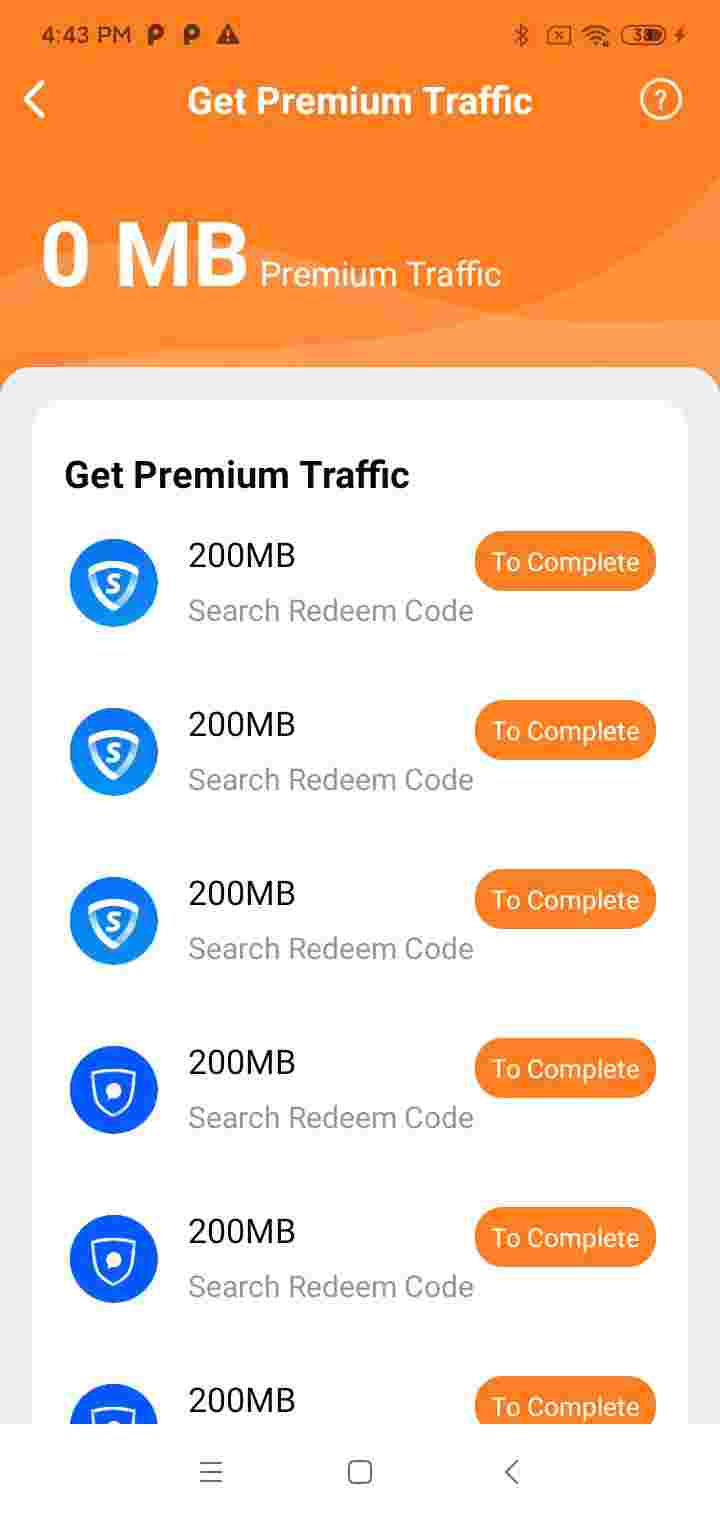 4:43 PM
Get Premium Traffic
0 MB Premium Traffic
Get Premium Traffic
200MB
To Complete
Search Redeem Code
200MB
To Complete
Search Redeem Code
200MB
To Complete
Search Redeem Code
200MB
To Complete
Search Redeem Code
200MB
To Complete
Search Redeem Code
200MB
To Complete